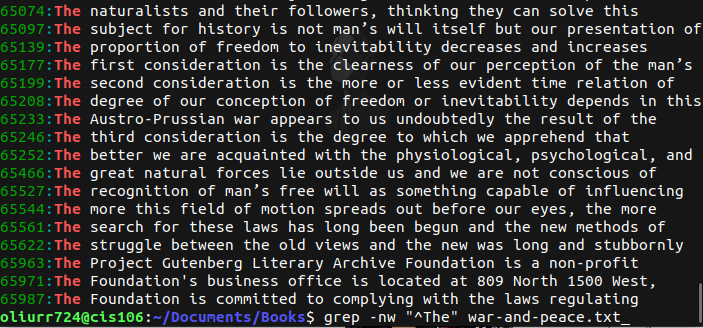 65074:The naturalists and their followers, thinking they can solve this
65097:The subject for history is not man’s will itself but our presentation of
65139:The proportion of freedom to inevitability decreases and increases
65177:The first consideration is the clearness of our perception of the man’s
65199:The second consideration is the more or less evident time relation of
65208:The degree of our conception of freedom or inevitability depends in this
65233:The Austro-Prussian war appears to us undoubtedly the result of the
65246:The third consideration is the degree to which we apprehend that
65252:The better we are acquainted with the physiological, psychological, and
65466:The great natural forces lie outside us and we are not conscious of
65527:The recognition of man’s free will as something capable of influencing
65544:The more this field of motion spreads out before our eyes, the more
65561:The search for these laws has long been begun and the new methods of
65622:The struggle between the old views and the new was long and stubbornly
65963:The Project Gutenberg Literary Archive Foundation is a non-profit
65971:The Foundation's business office is located at 809 North 1500 West,
65987:The Foundation is committed to complying with the laws regulating
oliurr724@cis106:~/Documents/Books$ grep -nw "^The" war-and-peace.txt_